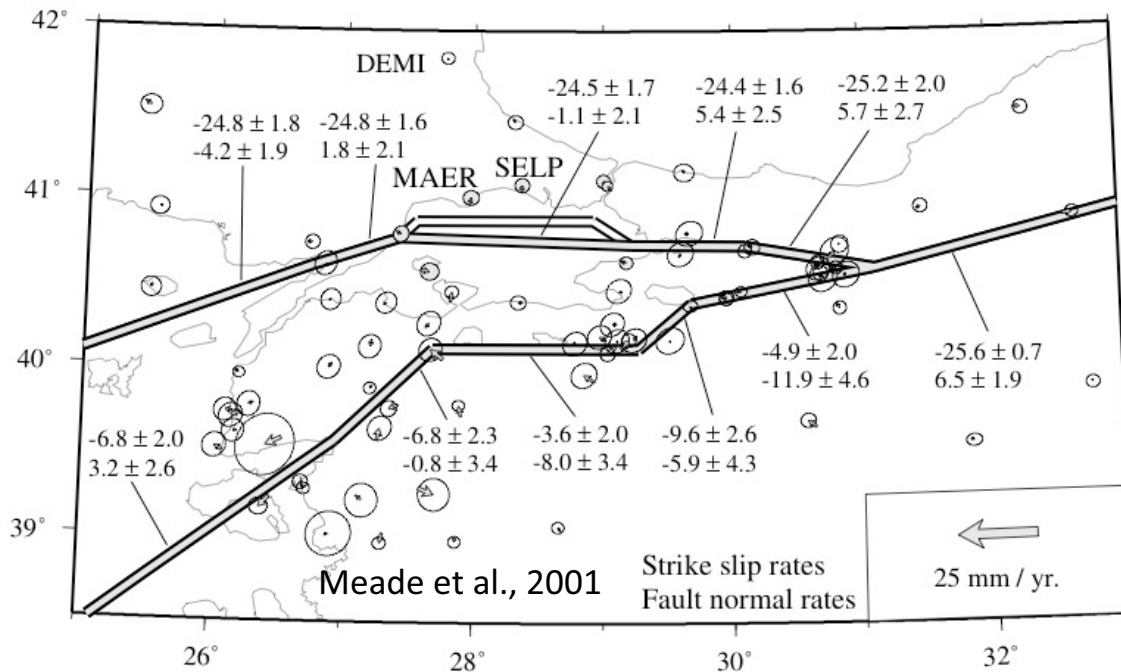 42˚
DEMI
-24.5 ± 1.7
-1.1 ± 2.1
-24.4 ± 1.6
5.4 ± 2.5
-25.2 ± 2.0
5.7 ± 2.7
-24.8 ± 1.8
-4.2 ± 1.9
-24.8 ± 1.6
1.8 ± 2.1
41˚
MAER
SELP
40˚
-6.8 ± 2.0
3.2 ± 2.6
-6.8 ± 2.3
-0.8 ± 3.4
-3.6 ± 2.0
-8.0 ± 3.4
-9.6 ± 2.6
-5.9 ± 4.3
-4.9 ± 2.0
-11.9 ± 4.6
-25.6 ± 0.7
6.5 ± 1.9
39˚
Meade et al., 2001
Strike slip rates
Fault normal rates
25 mm / yr.
26˚
28˚
30˚
32˚